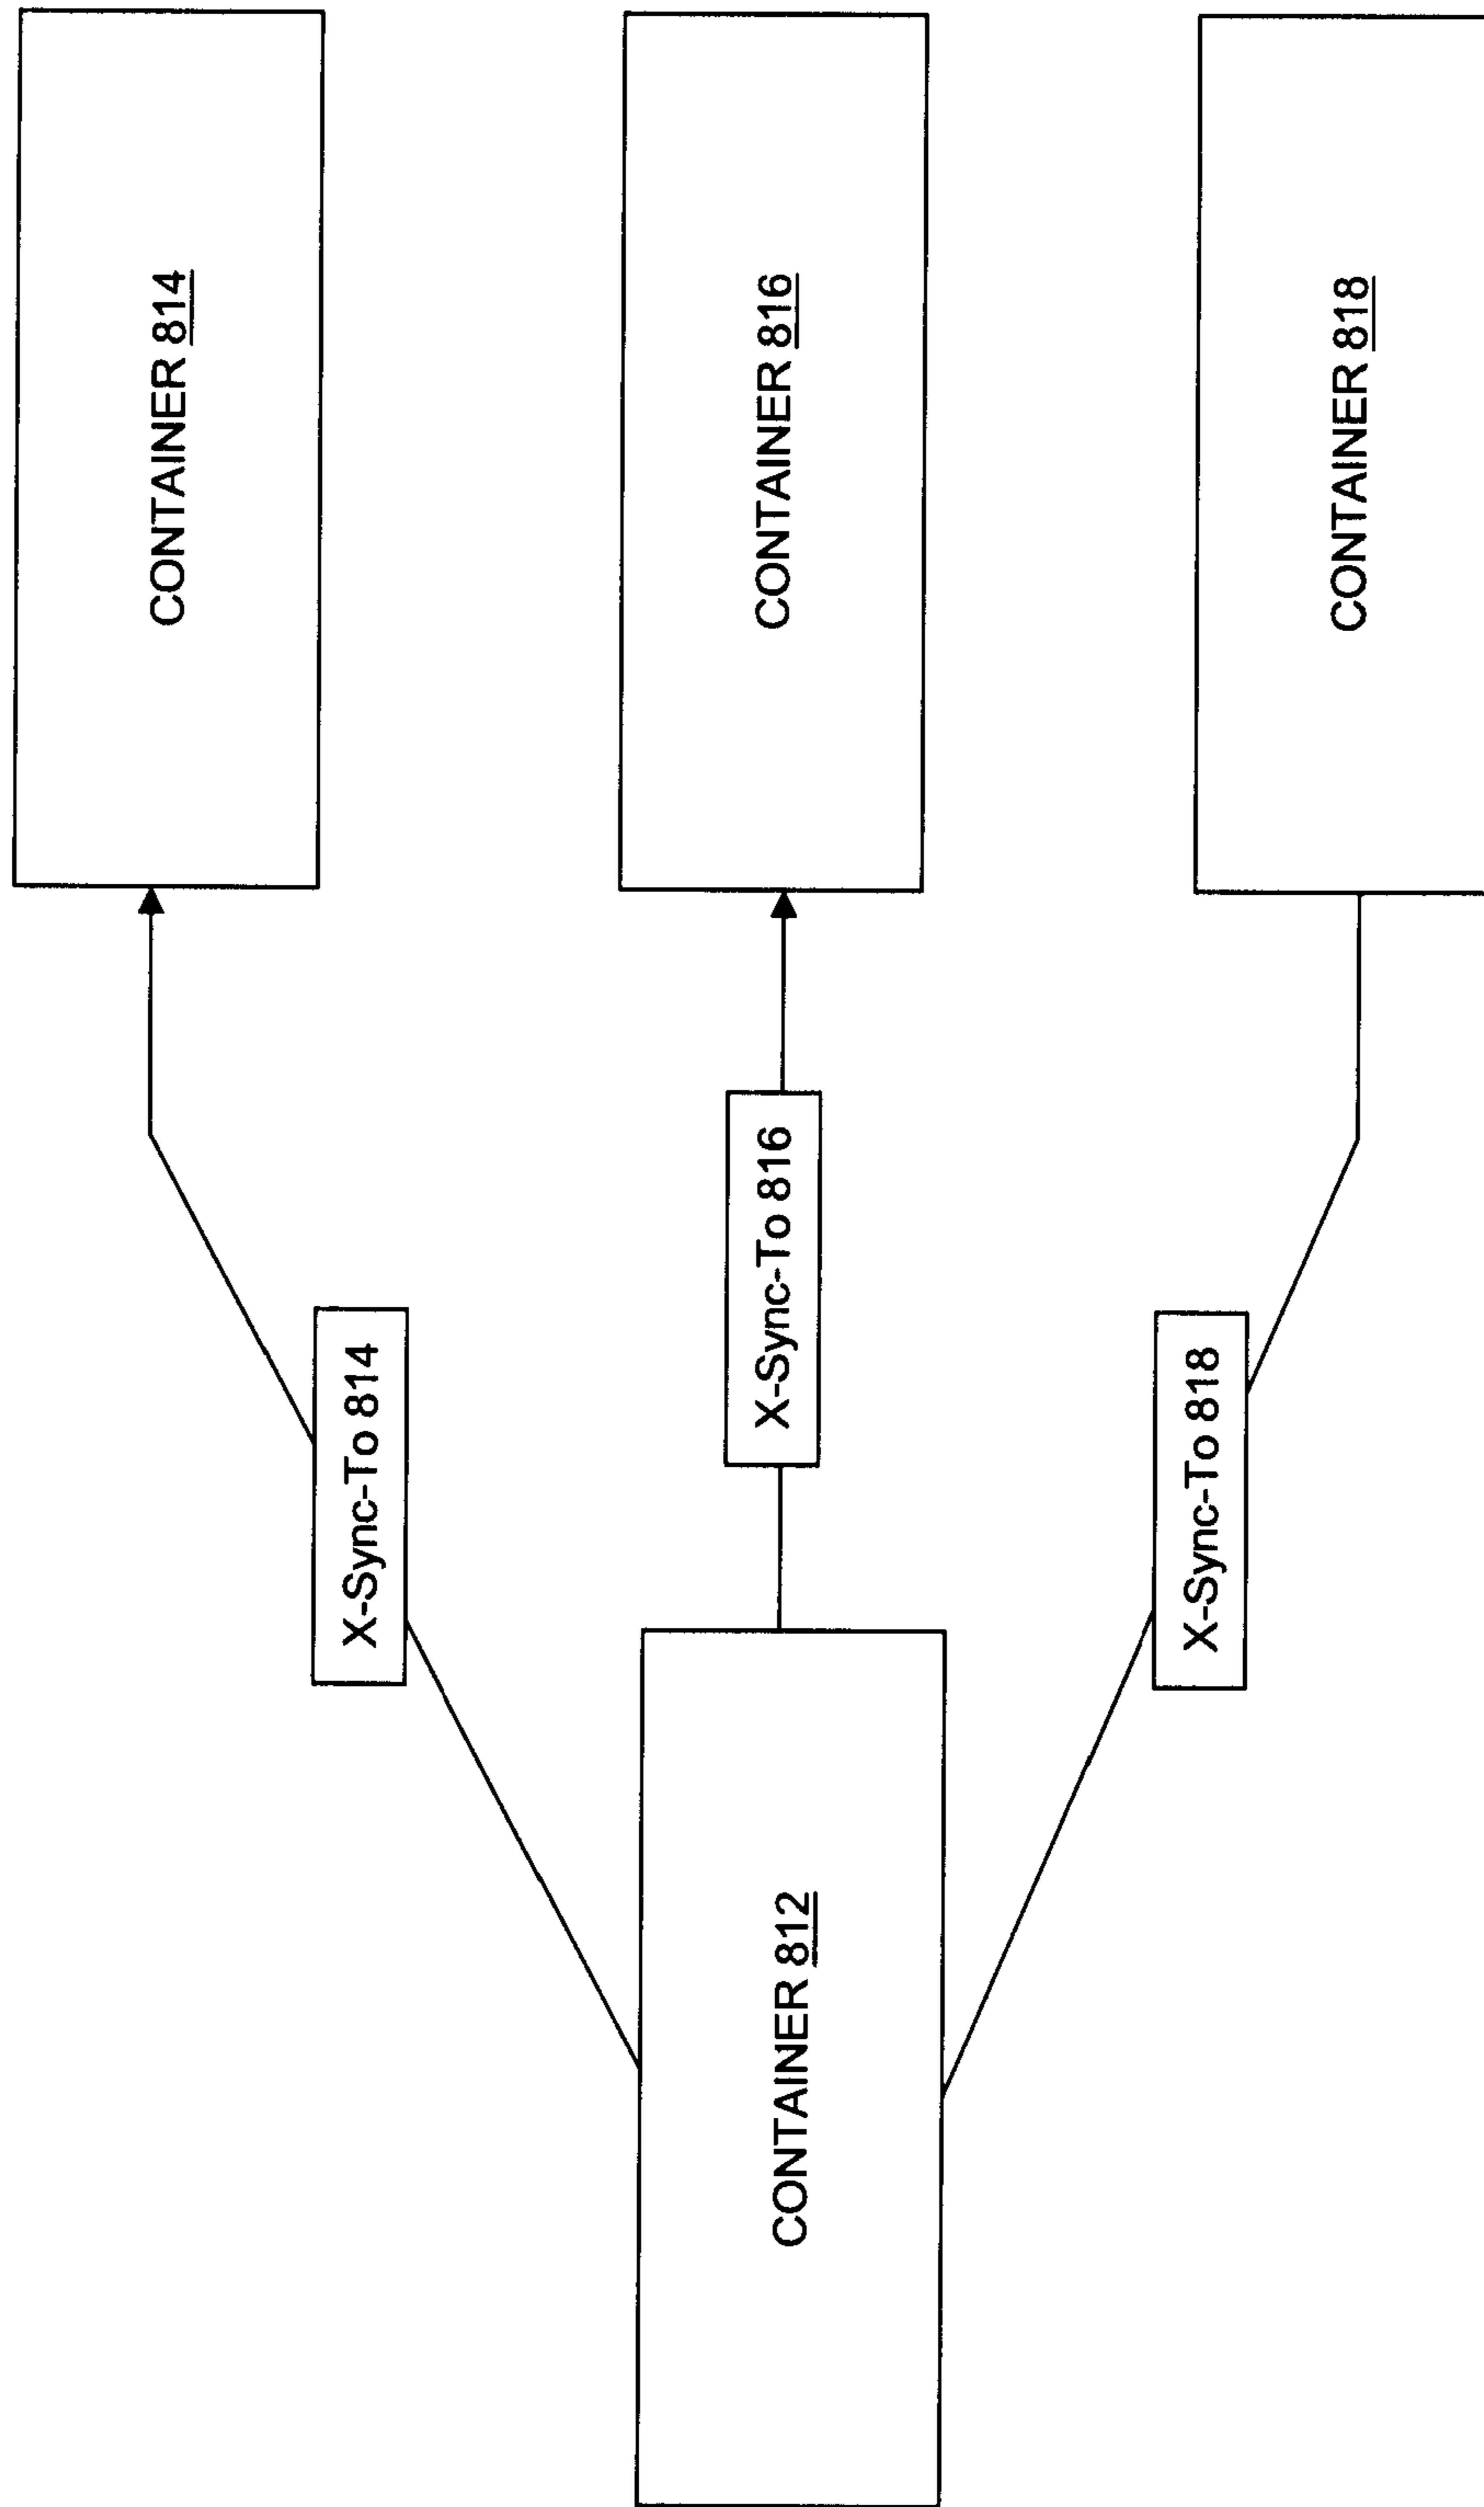 CONTAINER 814
X-Sync-To 814
CONTAINER 812
X-Sync-To 816
CONTAINER 816
X-Sync-To 818
CONTAINER 818